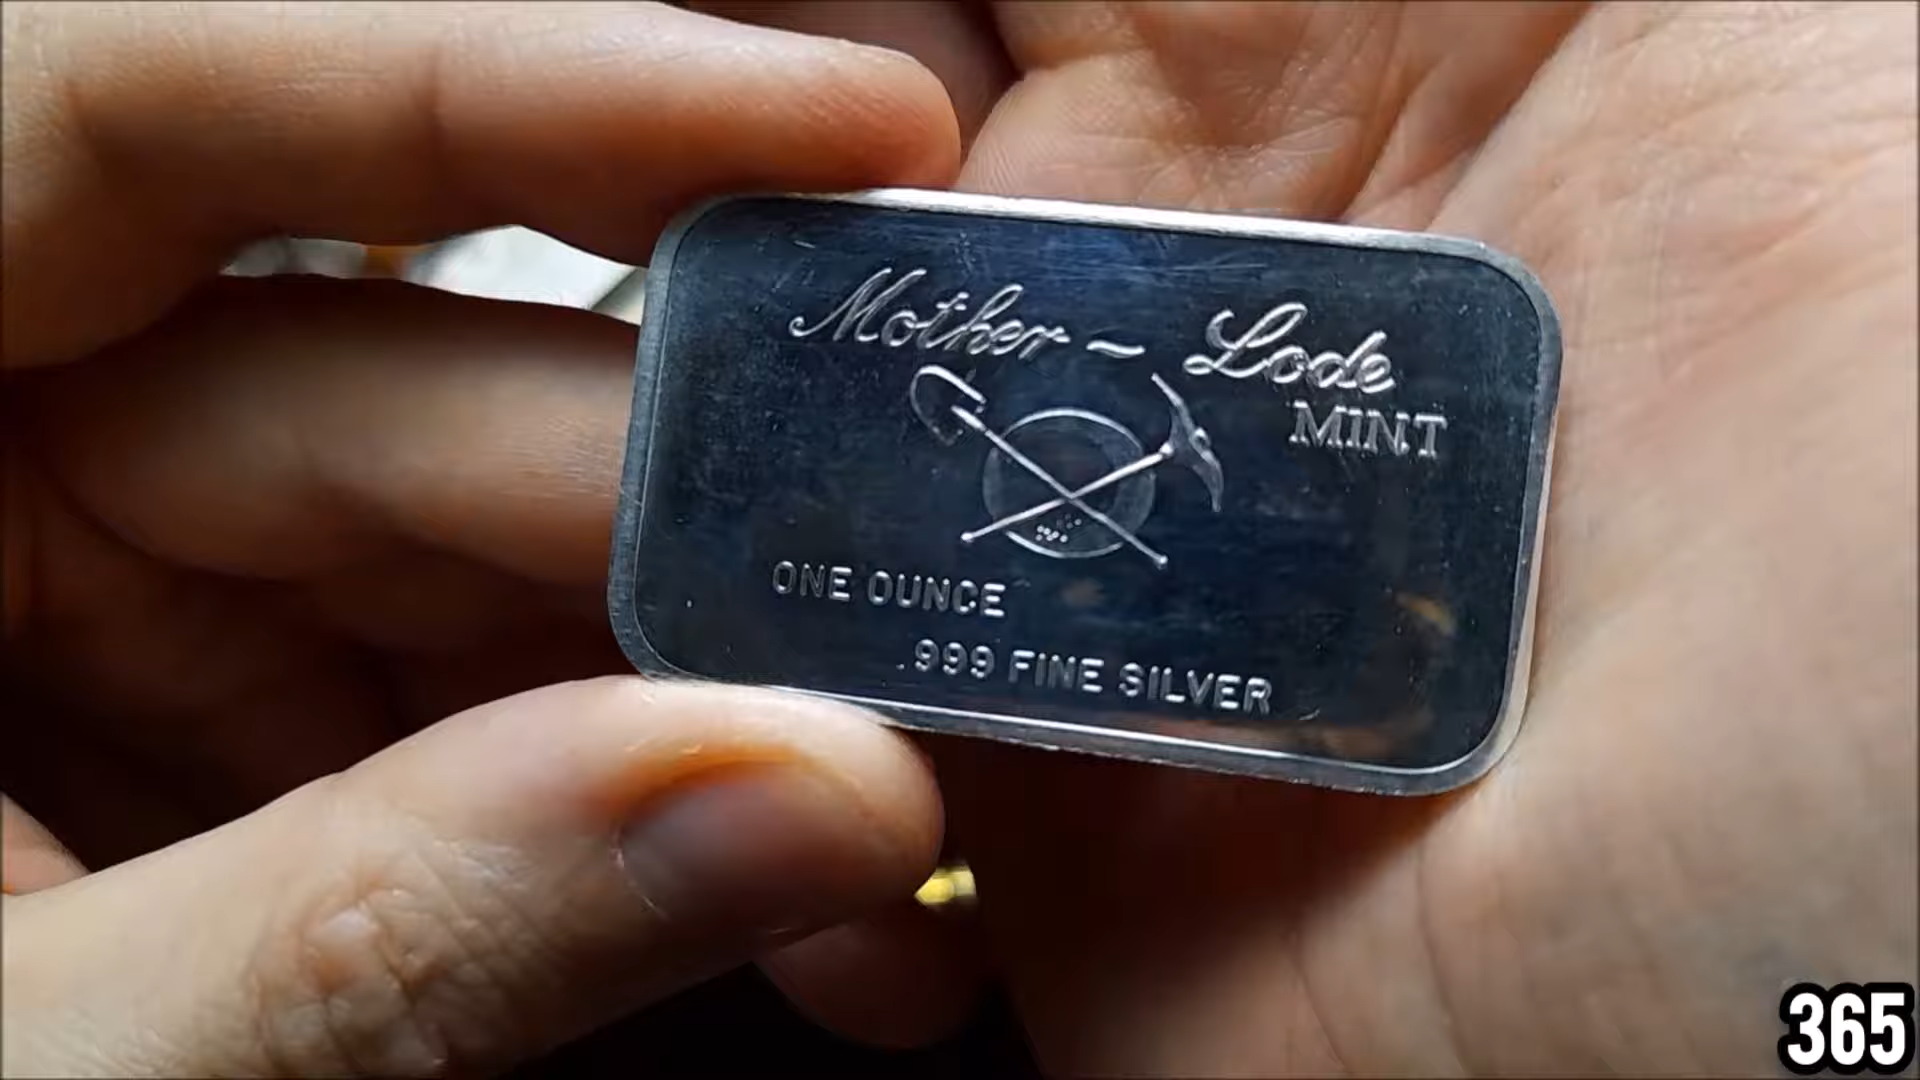 Mother ~ Lode
MINT
ONE OUNCE
.999 FINE SILVER
365